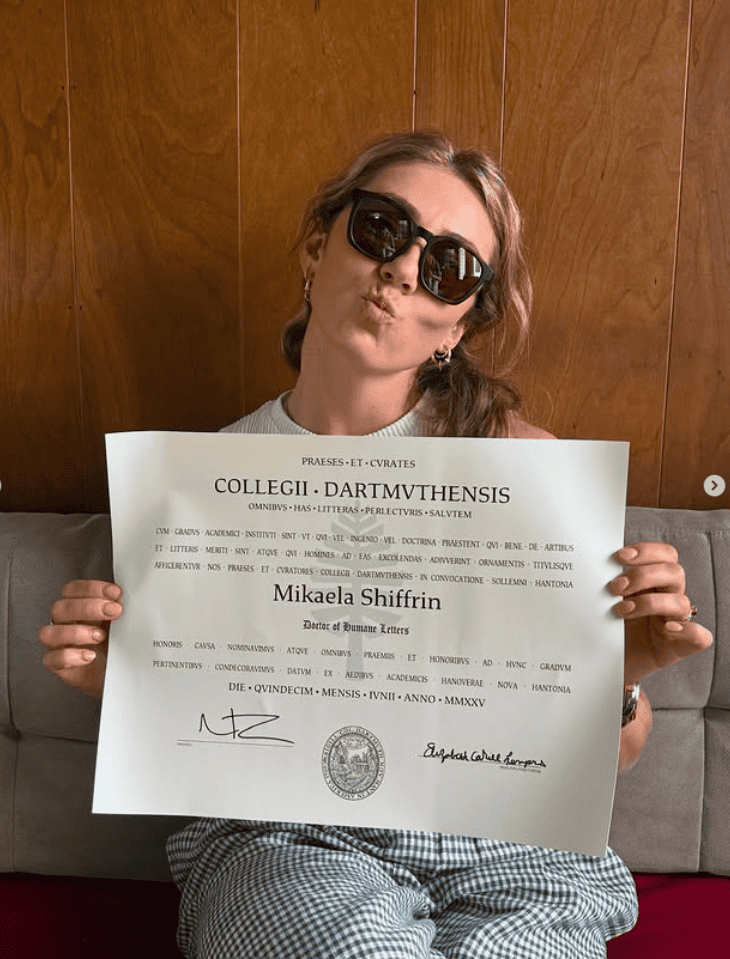 PRAESES • ET • CVRATES
COLLEGII • DARTMVTHENSIS
OMNIBVS • HAS • LITTERAS • PERLECTVRIS • SALVTEM
CVM · GRADVS · ACADEMICI · INSTITVTI · SINT · VT · QVI · VEL · INGENIO · VEL · DOCTRINA · PRAESTENT · QVI · BENE · DE · ARTIBVS
ET · LITTERIS · MERITI · SINT · ATQVE · QVI · HOMINES · AD · EAS · EXCOLENDAS · ADIVVERINT · ORNAMENTIS · TITVLISQVE
AFFICERENTVR · NOS · PRAESES · ET · CVRATORES · COLLEGII · DARTMVTHENSIS · IN · CONVOCATIONE · SOLLEMNI · HANTONIA
Mikaela Shiffrin
Doctor of Humane Letters
HONORIS · CAVSA · NOMINAVIMVS · ATQVE · OMNIBVS · PRAEMIIS · ET · HONORIBVS · AD · HVNC · GRADVM
PERTINENTIBVS · CONDECORAVIMVS · DATVM · EX · AEDIBVS · ACADEMICIS · HANOVERAE · NOVA · HANTONIA
DIE • QVINDECIM • MENSIS • IVNII • ANNO • MMXXV